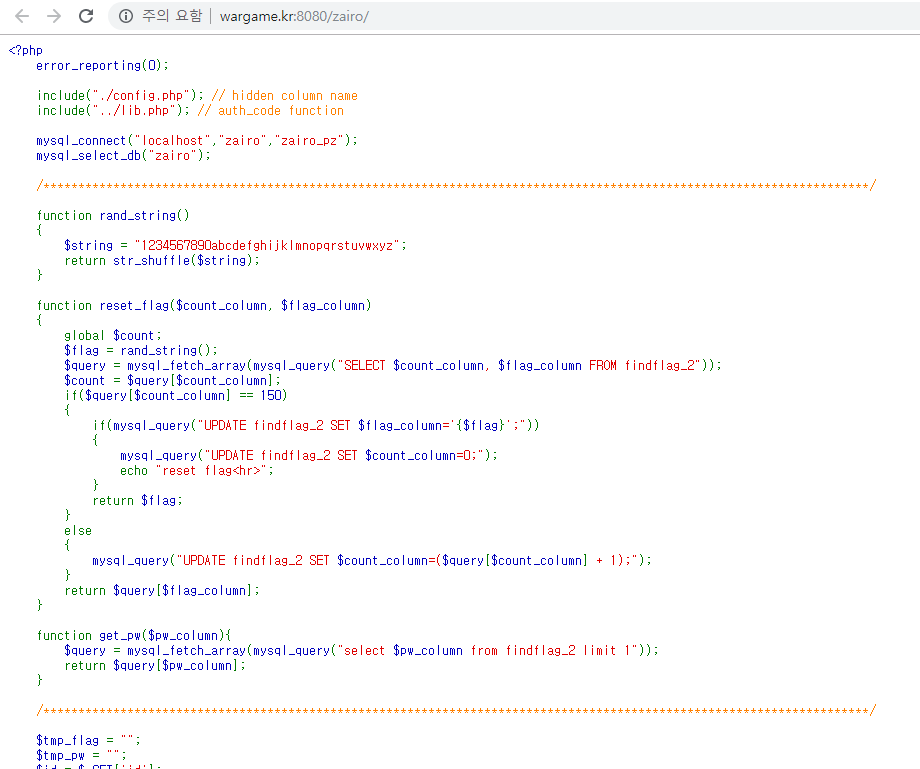 주의 요함 | wargame.kr:8080/zairo/
<?php
error_reporting(0);
include("./config.php"); // hidden column name
include("../lib.php"); // auth_code function
mysql_connect("localhost","zairo","zairo_pz");
mysql_select_db("zairo");
/***********************************************************************************************************************/
function rand_string()
{
$string = "1234567890abcdefghijklmnopqrstuvwxyz";
return str_shuffle($string);
}
function reset_flag($count_column, $flag_column)
{
global $count;
$flag = rand_string();
$query = mysql_fetch_array(mysql_query("SELECT $count_column, $flag_column FROM findflag_2"));
$count = $query[$count_column];
if($query[$count_column] == 150)
{
if(mysql_query("UPDATE findflag_2 SET $flag_column='{$flag}';"))
{
mysql_query("UPDATE findflag_2 SET $count_column=0;");
echo "reset flag<hr>";
}
return $flag;
}
else
{
mysql_query("UPDATE findflag_2 SET $count_column=($query[$count_column] + 1);");
}
return $query[$flag_column];
}
function get_pw($pw_column){
$query = mysql_fetch_array(mysql_query("select $pw_column from findflag_2 limit 1"));
return $query[$pw_column];
}
/***********************************************************************************************************************/
$tmp_flag = "";
$tmp_pw = "";
$id = $_GET['id'];